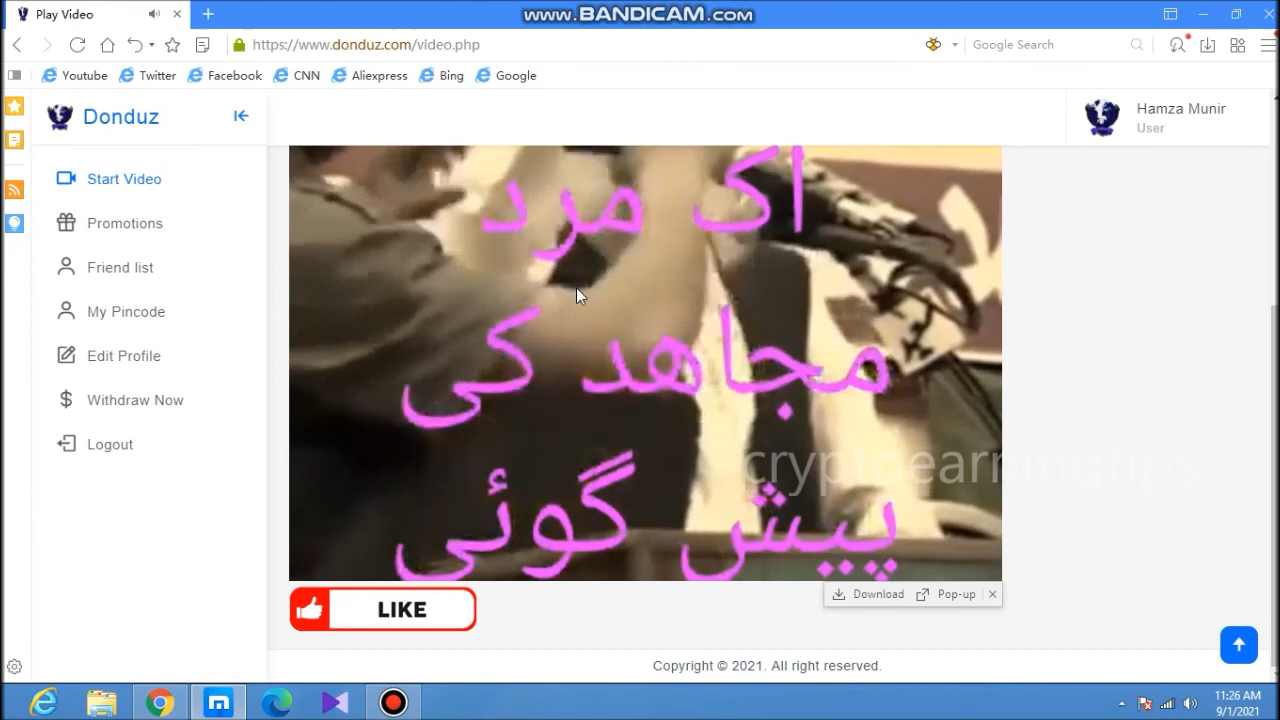 Play Video
www.BANDICAM.com
https://www.donduz.com/video.php
Google Search
Youtube
Twitter
Facebook
CNN
Aliexpress
Bing
Google
Donduz
Hamza Munir
User
Start Video
Promotions
Friend list
My Pincode
Edit Profile
Withdraw Now
Logout
اک مرد
مجاھد کی
پیش گوئی
cryptoearningtips
Download
Pop-up
LIKE
Copyright © 2021. All right reserved.
11:26 AM
9/1/2021